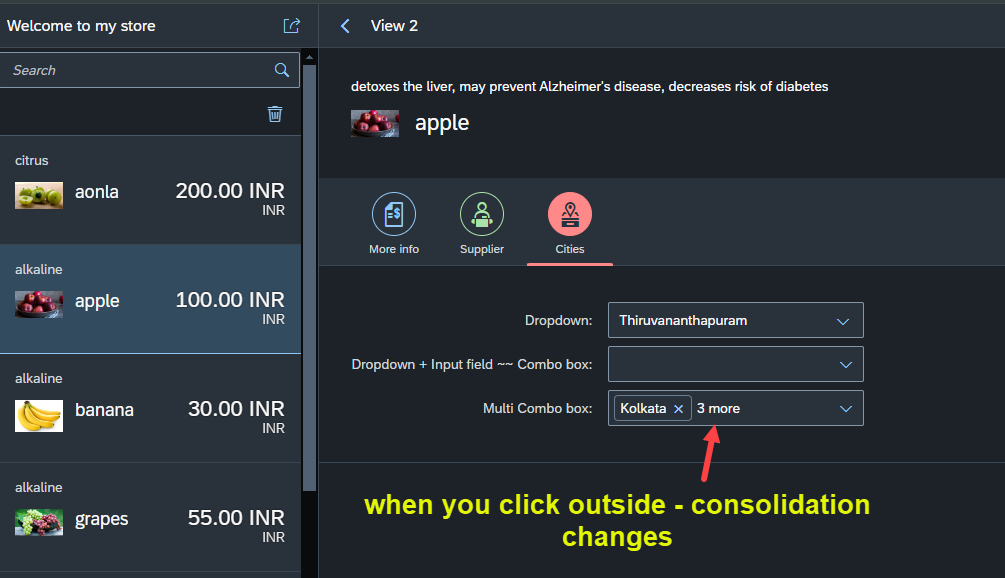 Welcome to my store
Search
citrus
aonla
200.00 INR
INR
alkaline
apple
100.00 INR
INR
alkaline
banana
30.00 INR
INR
alkaline
grapes
55.00 INR
INR
View 2
detoxes the liver, may prevent Alzheimer's disease, decreases risk of diabetes
apple
More info
Supplier
Cities
Dropdown: Thiruvananthapuram
Dropdown + Input field ~~ Combo box:
Multi Combo box: Kolkata 3 more
when you click outside - consolidation
changes